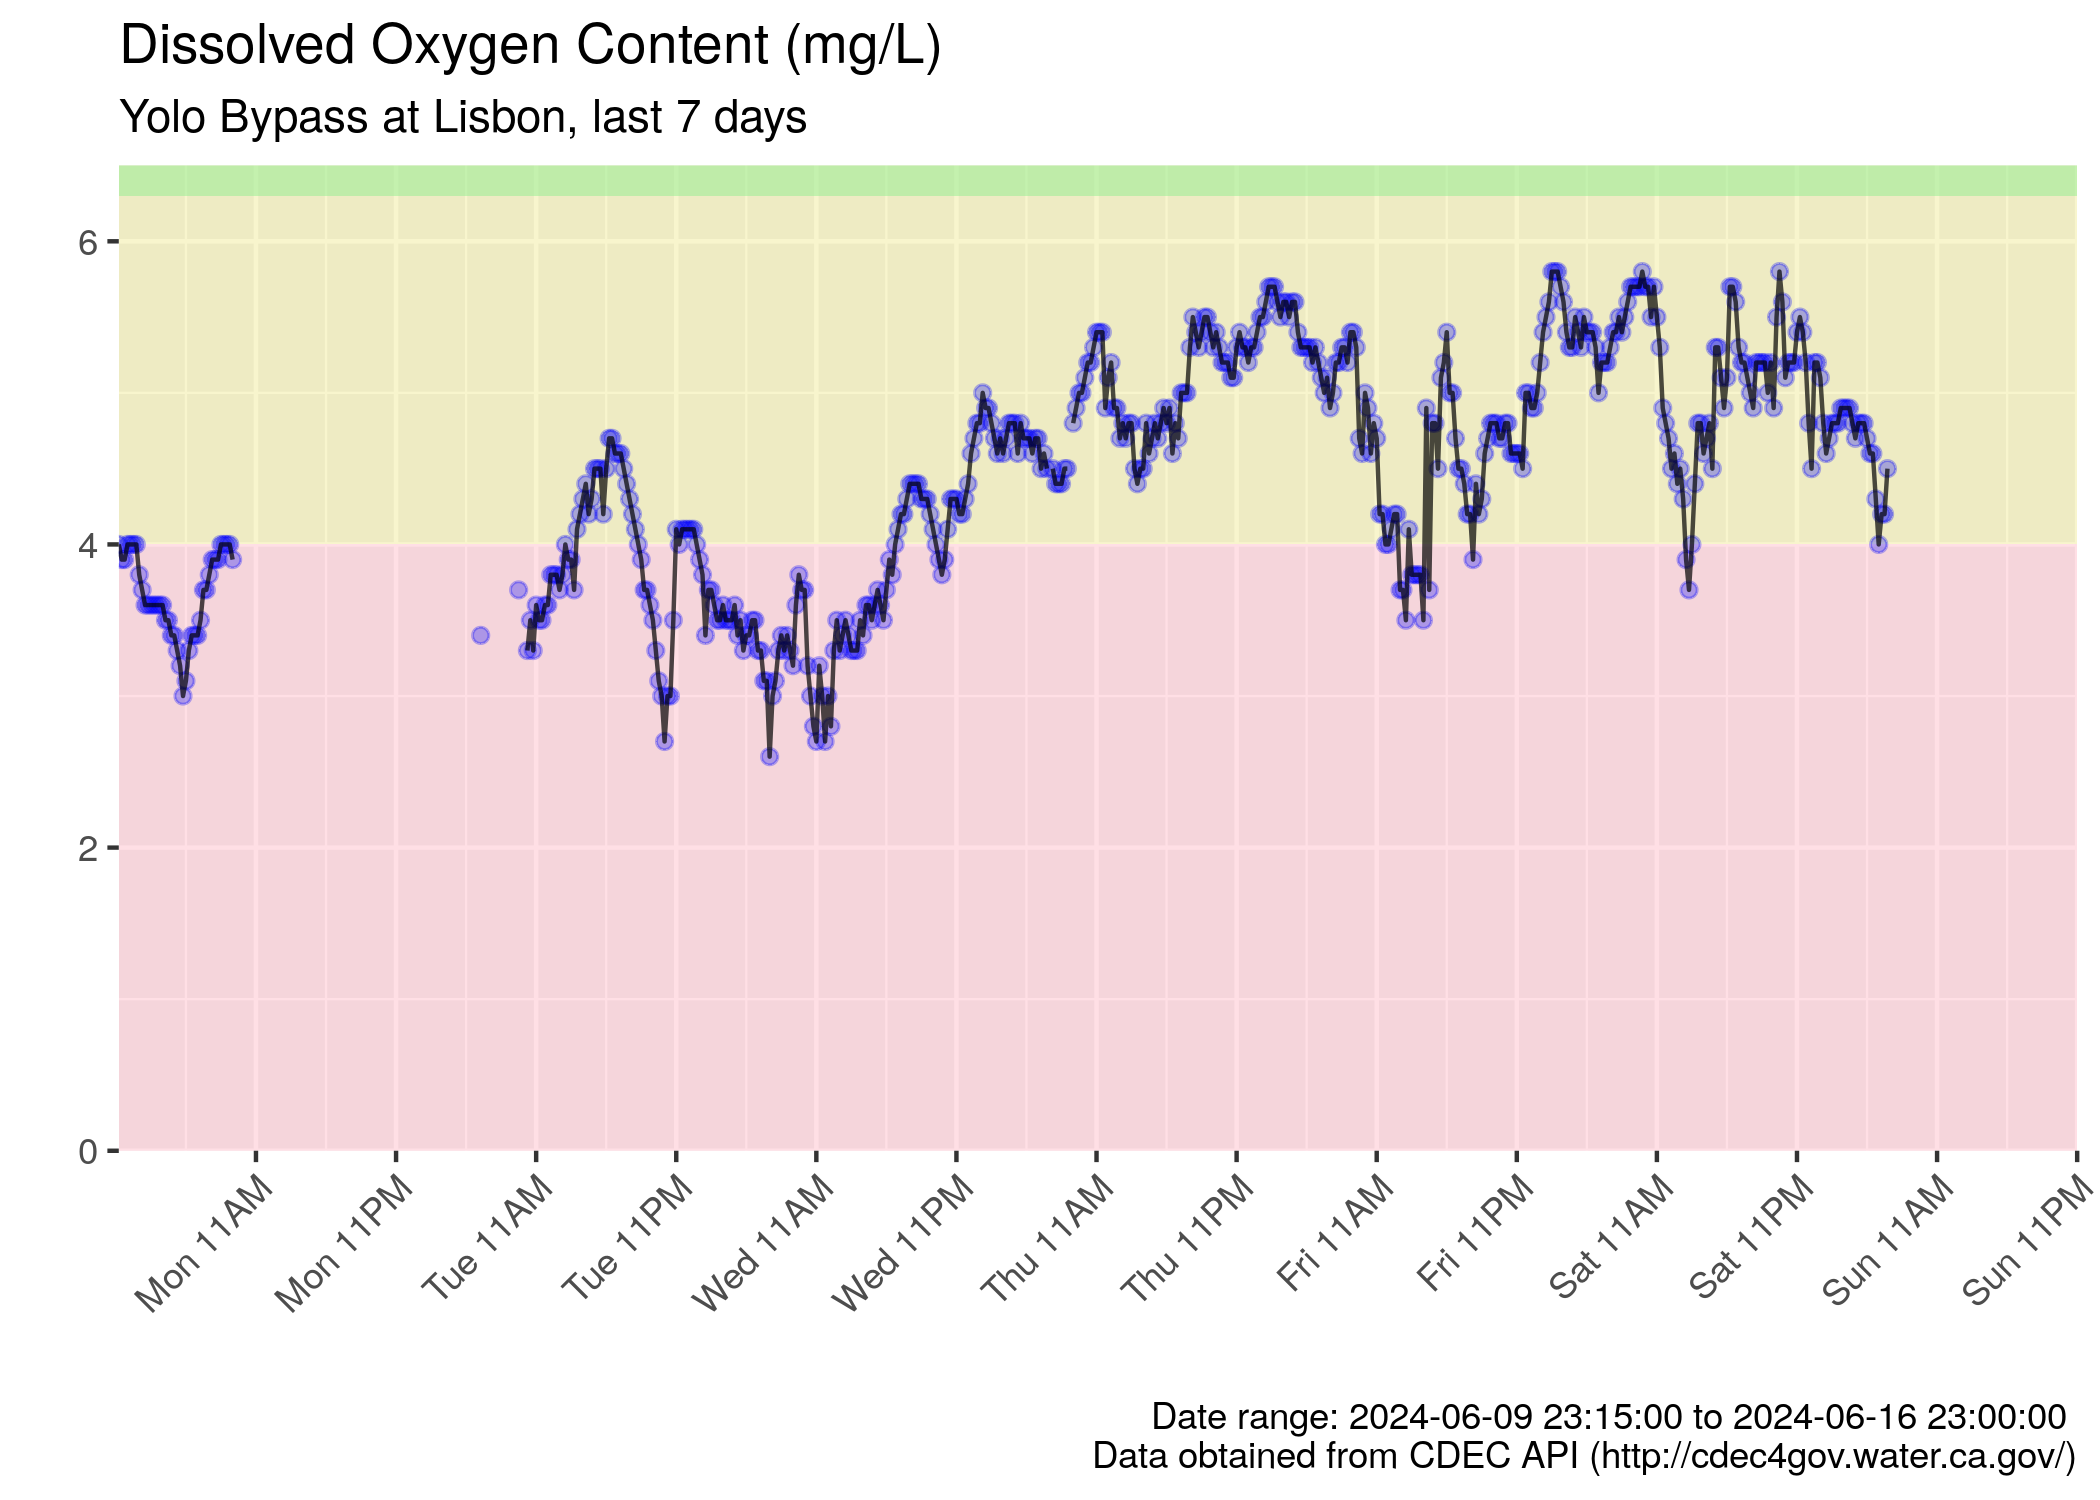 Dissolved Oxygen Content (mg/L)
Yolo Bypass at Lisbon, last 7 days
6
4
2
0
Mon 11AM
Mon 11PM
Tue 11AM
Tue 11PM
Wed 11AM
Wed 11PM
Thu 11AM
Thu 11PM
Fri 11AM
Fri 11PM
Sat 11AM
Sat 11PM
Sun 11AM
Sun 11PM
Date range: 2024-06-09 23:15:00 to 2024-06-16 23:00:00
Data obtained from CDEC API (http://cdec4gov.water.ca.gov/)